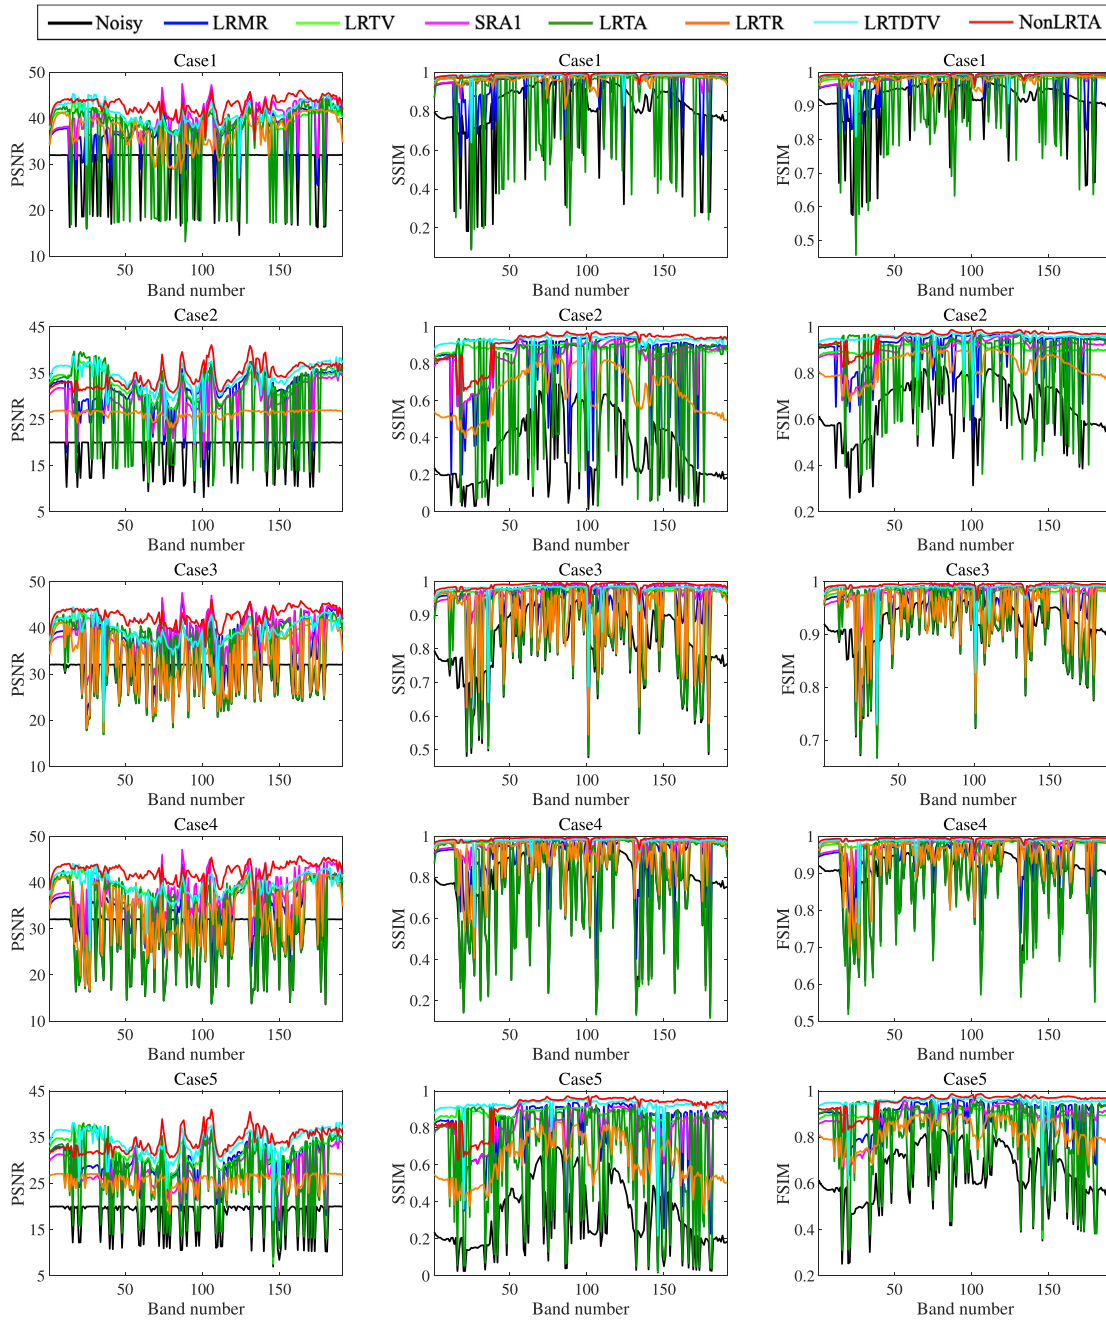 Noisy LRMR LRTV SRA1 LRTA LRTR LRTDTV NonLRTA
Case1 Case1 Case1
50 40 30 20 10
PSNR
50 100 150
Band number
1 0.8 0.6 0.4 0.2
SSIM
50 100 150
Band number
1 0.9 0.8 0.7 0.6 0.5
FSIM
50 100 150
Band number
Case2 Case2 Case2
45 35 25 15 5
PSNR
50 100 150
Band number
1 0.8 0.6 0.4 0.2 0
SSIM
50 100 150
Band number
1 0.8 0.6 0.4 0.2
FSIM
50 100 150
Band number
Case3 Case3 Case3
50 40 30 20 10
PSNR
50 100 150
Band number
1 0.9 0.8 0.7 0.6 0.5
SSIM
50 100 150
Band number
1 0.9 0.8 0.7
FSIM
50 100 150
Band number
Case4 Case4 Case4
50 40 30 20 10
PSNR
50 100 150
Band number
1 0.8 0.6 0.4 0.2
SSIM
50 100 150
Band number
1 0.9 0.8 0.7 0.6 0.5
FSIM
50 100 150
Band number
Case5 Case5 Case5
45 35 25 15 5
PSNR
50 100 150
Band number
1 0.8 0.6 0.4 0.2 0
SSIM
50 100 150
Band number
1 0.8 0.6 0.4 0.2
FSIM
50 100 150
Band number